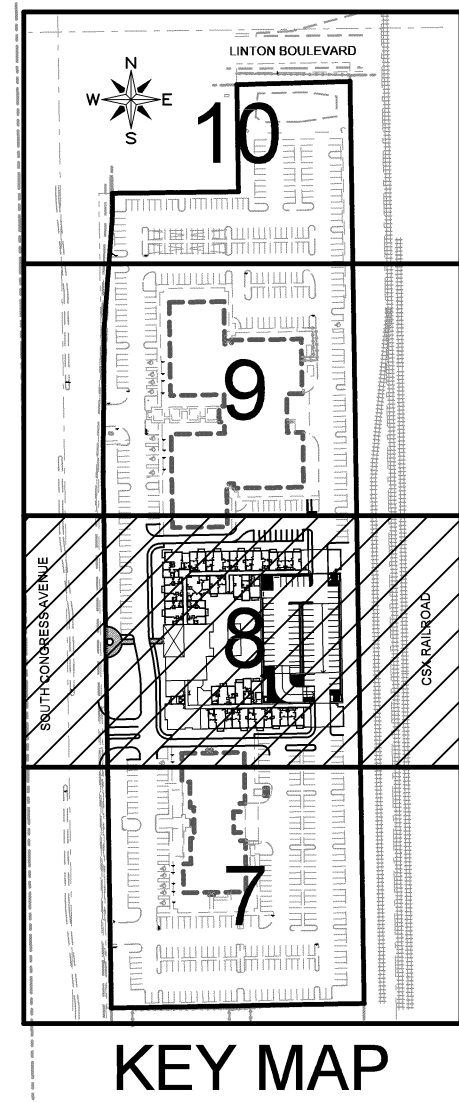 LINTON BOULEVARD
N
W E
S
10
9
SOUTH CONGRESS AVENUE
8
CSX RAILROAD
7
KEY MAP